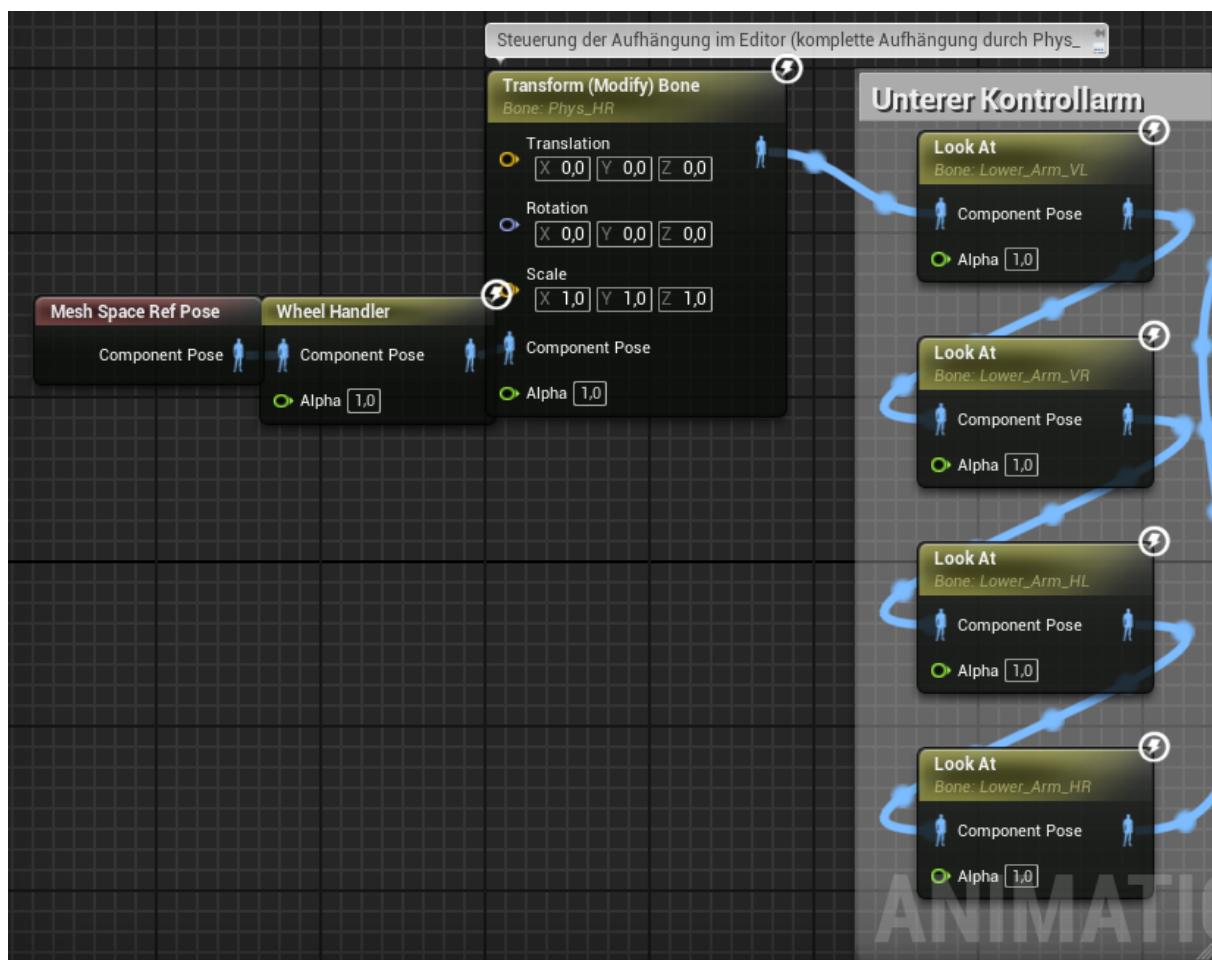 Steuerung der Aufhängung im Editor (komplette Aufhängung durch Phys_
Transform (Modify) Bone
Bone: Phys_HR
Translation
X 0,0 Y 0,0 Z 0,0
Rotation
X 0,0 Y 0,0 Z 0,0
Scale
X 1,0 Y 1,0 Z 1,0
Component Pose
Alpha 1,0
Mesh Space Ref Pose
Component Pose
Wheel Handler
Component Pose
Alpha 1,0
Unterer Kontrollarm
Look At
Bone: Lower_Arm_VL
Component Pose
Alpha 1,0
Look At
Bone: Lower_Arm_VR
Component Pose
Alpha 1,0
Look At
Bone: Lower_Arm_HL
Component Pose
Alpha 1,0
Look At
Bone: Lower_Arm_HR
Component Pose
Alpha 1,0
ANIMATI